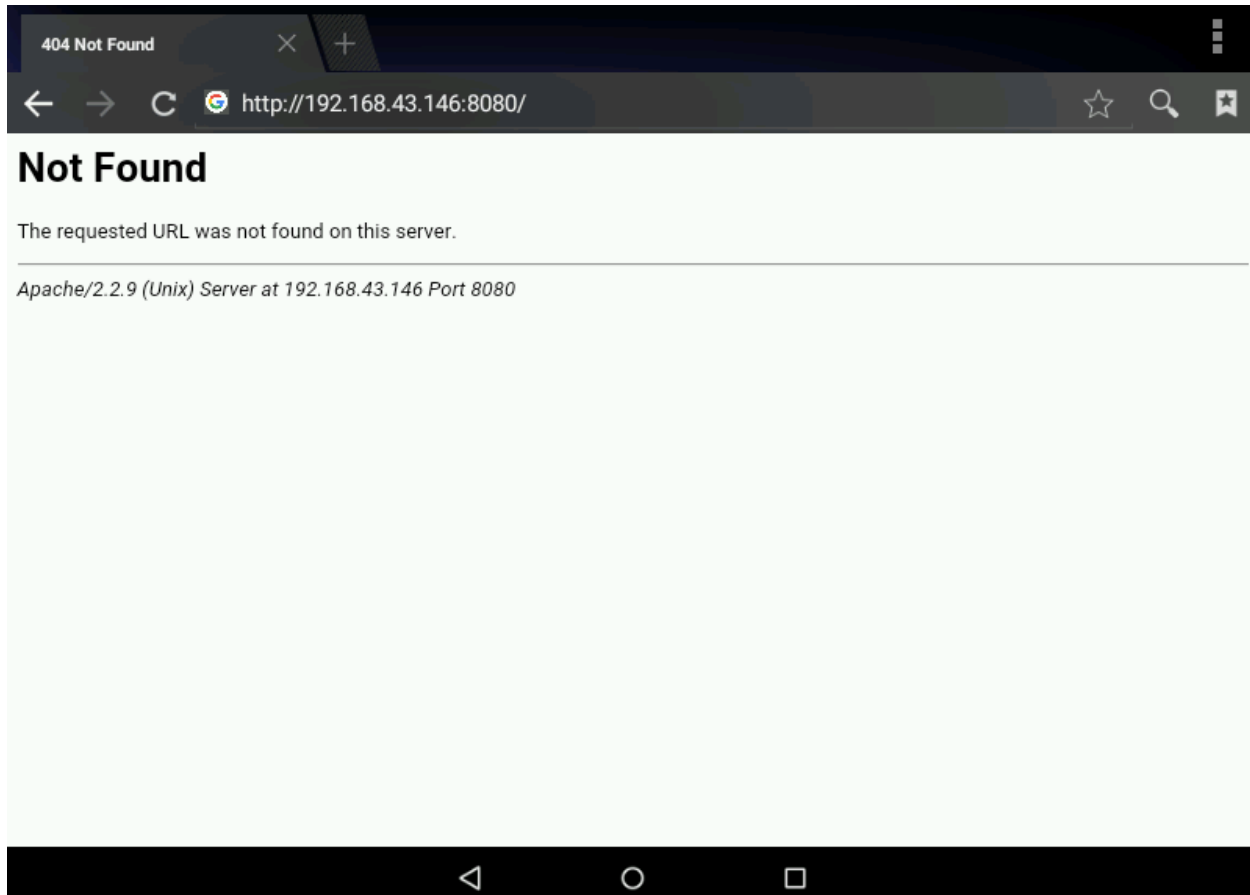 404 Not Found
http://192.168.43.146:8080/
Not Found
The requested URL was not found on this server.
Apache/2.2.9 (Unix) Server at 192.168.43.146 Port 8080